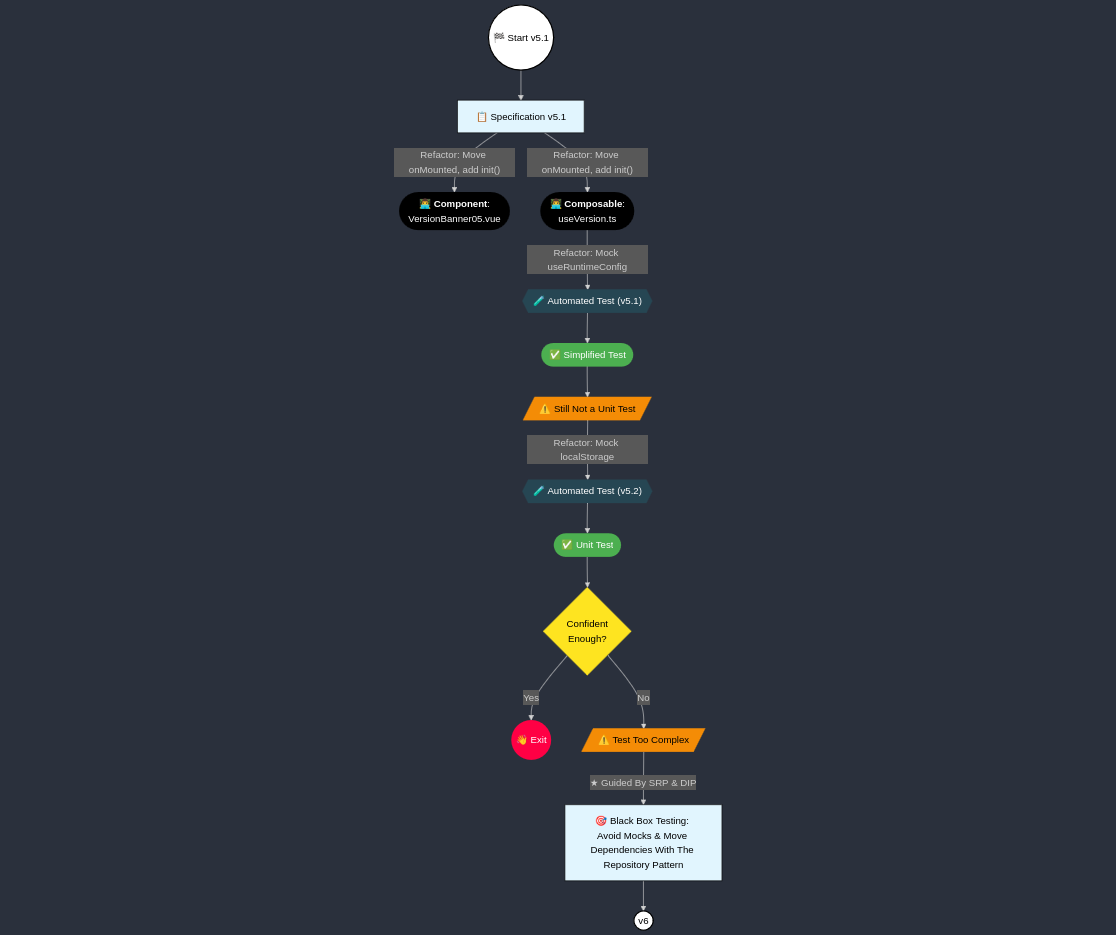 🏁 Start v5.1
📋 Specification v5.1
Refactor: Move
onMounted, add init()
Refactor: Move
onMounted, add init()
👨‍💻 Component:
VersionBanner05.vue
👨‍💻 Composable:
useVersion.ts
Refactor: Mock
useRuntimeConfig
🧪 Automated Test (v5.1)
✅ Simplified Test
⚠️ Still Not a Unit Test
Refactor: Mock
localStorage
🧪 Automated Test (v5.2)
✅ Unit Test
Confident
Enough?
Yes
No
👋 Exit
⚠️ Test Too Complex
★ Guided By SRP & DIP
🎯 Black Box Testing:
Avoid Mocks & Move
Dependencies With The
Repository Pattern
v6